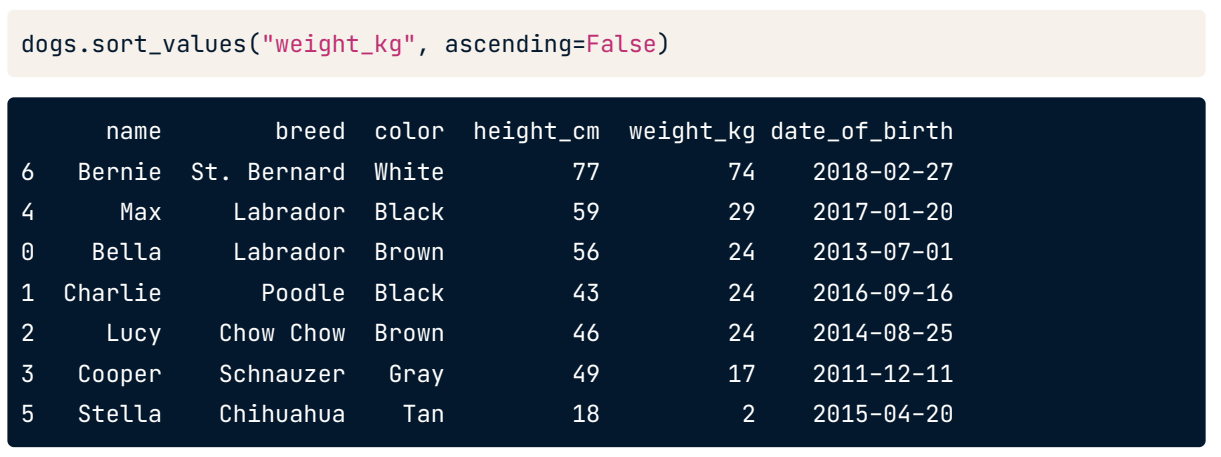 dogs.sort_values("weight_kg", ascending=False)
name breed color height_cm weight_kg date_of_birth
6 Bernie St. Bernard White 77 74 2018-02-27
4 Max Labrador Black 59 29 2017-01-20
0 Bella Labrador Brown 56 24 2013-07-01
1 Charlie Poodle Black 43 24 2016-09-16
2 Lucy Chow Chow Brown 46 24 2014-08-25
3 Cooper Schnauzer Gray 49 17 2011-12-11
5 Stella Chihuahua Tan 18 2 2015-04-20